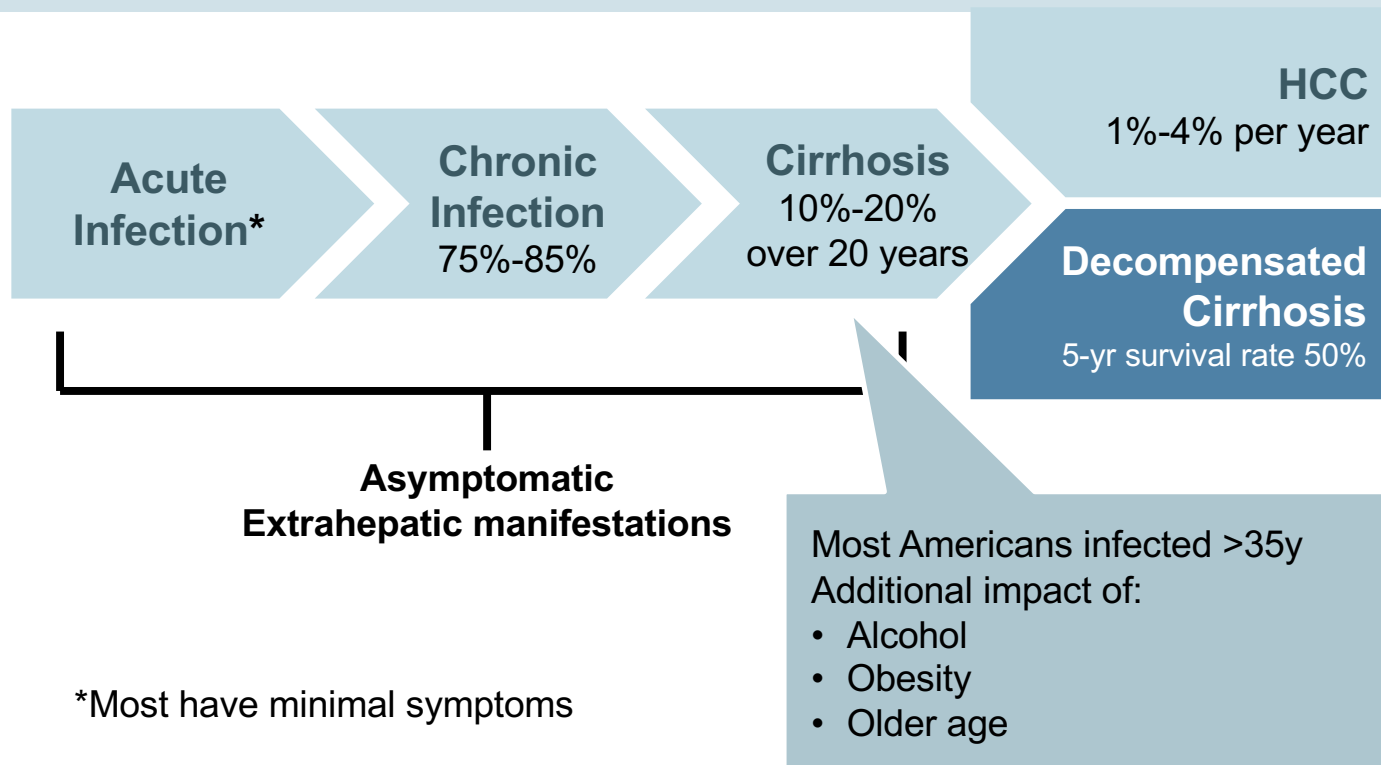 Acute
Infection*
Chronic
Infection
75%-85%
Cirrhosis
10%-20%
over 20 years
HCC
1%-4% per year
Decompensated
Cirrhosis
5-yr survival rate 50%
Asymptomatic
Extrahepatic manifestations
Most Americans infected >35y
Additional impact of:
• Alcohol
• Obesity
• Older age
*Most have minimal symptoms